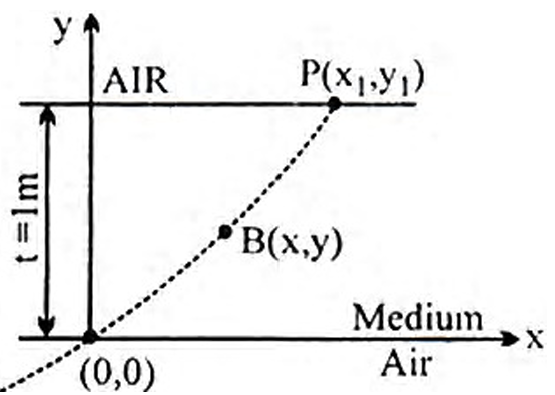 y
AIR
P(x₁,y₁)
t = 1m
B(x,y)
Medium
x
(0,0)
Air